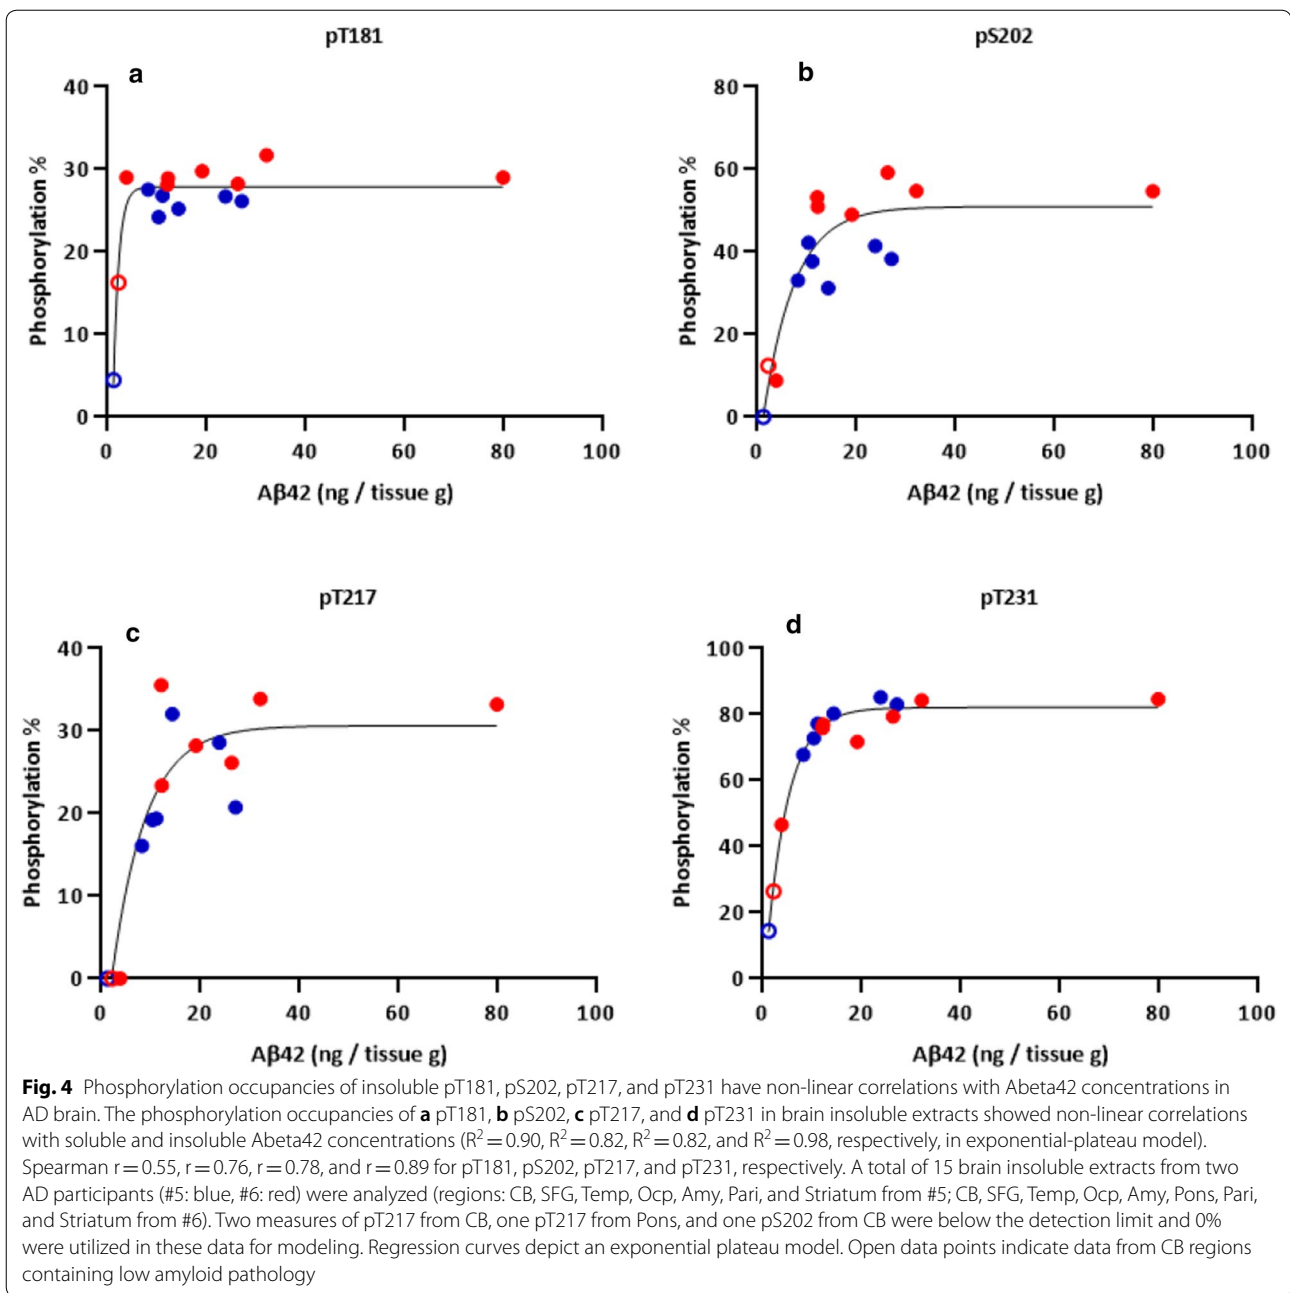 pT181
pS202
a
b
40
30
20
10
0
Phosphorylation %
0 20 40 60 80 100
Aβ42 (ng / tissue g)
80
60
40
20
0
Phosphorylation %
0 20 40 60 80 100
Aβ42 (ng / tissue g)
pT217
pT231
c
d
40
30
20
10
0
Phosphorylation %
0 20 40 60 80 100
Aβ42 (ng / tissue g)
100
80
60
40
20
0
Phosphorylation %
0 20 40 60 80 100
Aβ42 (ng / tissue g)
Fig. 4 Phosphorylation occupancies of insoluble pT181, pS202, pT217, and pT231 have non-linear correlations with Abeta42 concentrations in
AD brain. The phosphorylation occupancies of a pT181, b pS202, c pT217, and d pT231 in brain insoluble extracts showed non-linear correlations
with soluble and insoluble Abeta42 concentrations (R² = 0.90, R² = 0.82, R² = 0.82, and R² = 0.98, respectively, in exponential-plateau model).
Spearman r = 0.55, r = 0.76, r = 0.78, and r = 0.89 for pT181, pS202, pT217, and pT231, respectively. A total of 15 brain insoluble extracts from two
AD participants (#5: blue, #6: red) were analyzed (regions: CB, SFG, Temp, Ocp, Amy, Pari, and Striatum from #5; CB, SFG, Temp, Ocp, Amy, Pons, Pari,
and Striatum from #6). Two measures of pT217 from CB, one pT217 from Pons, and one pS202 from CB were below the detection limit and 0%
were utilized in these data for modeling. Regression curves depict an exponential plateau model. Open data points indicate data from CB regions
containing low amyloid pathology